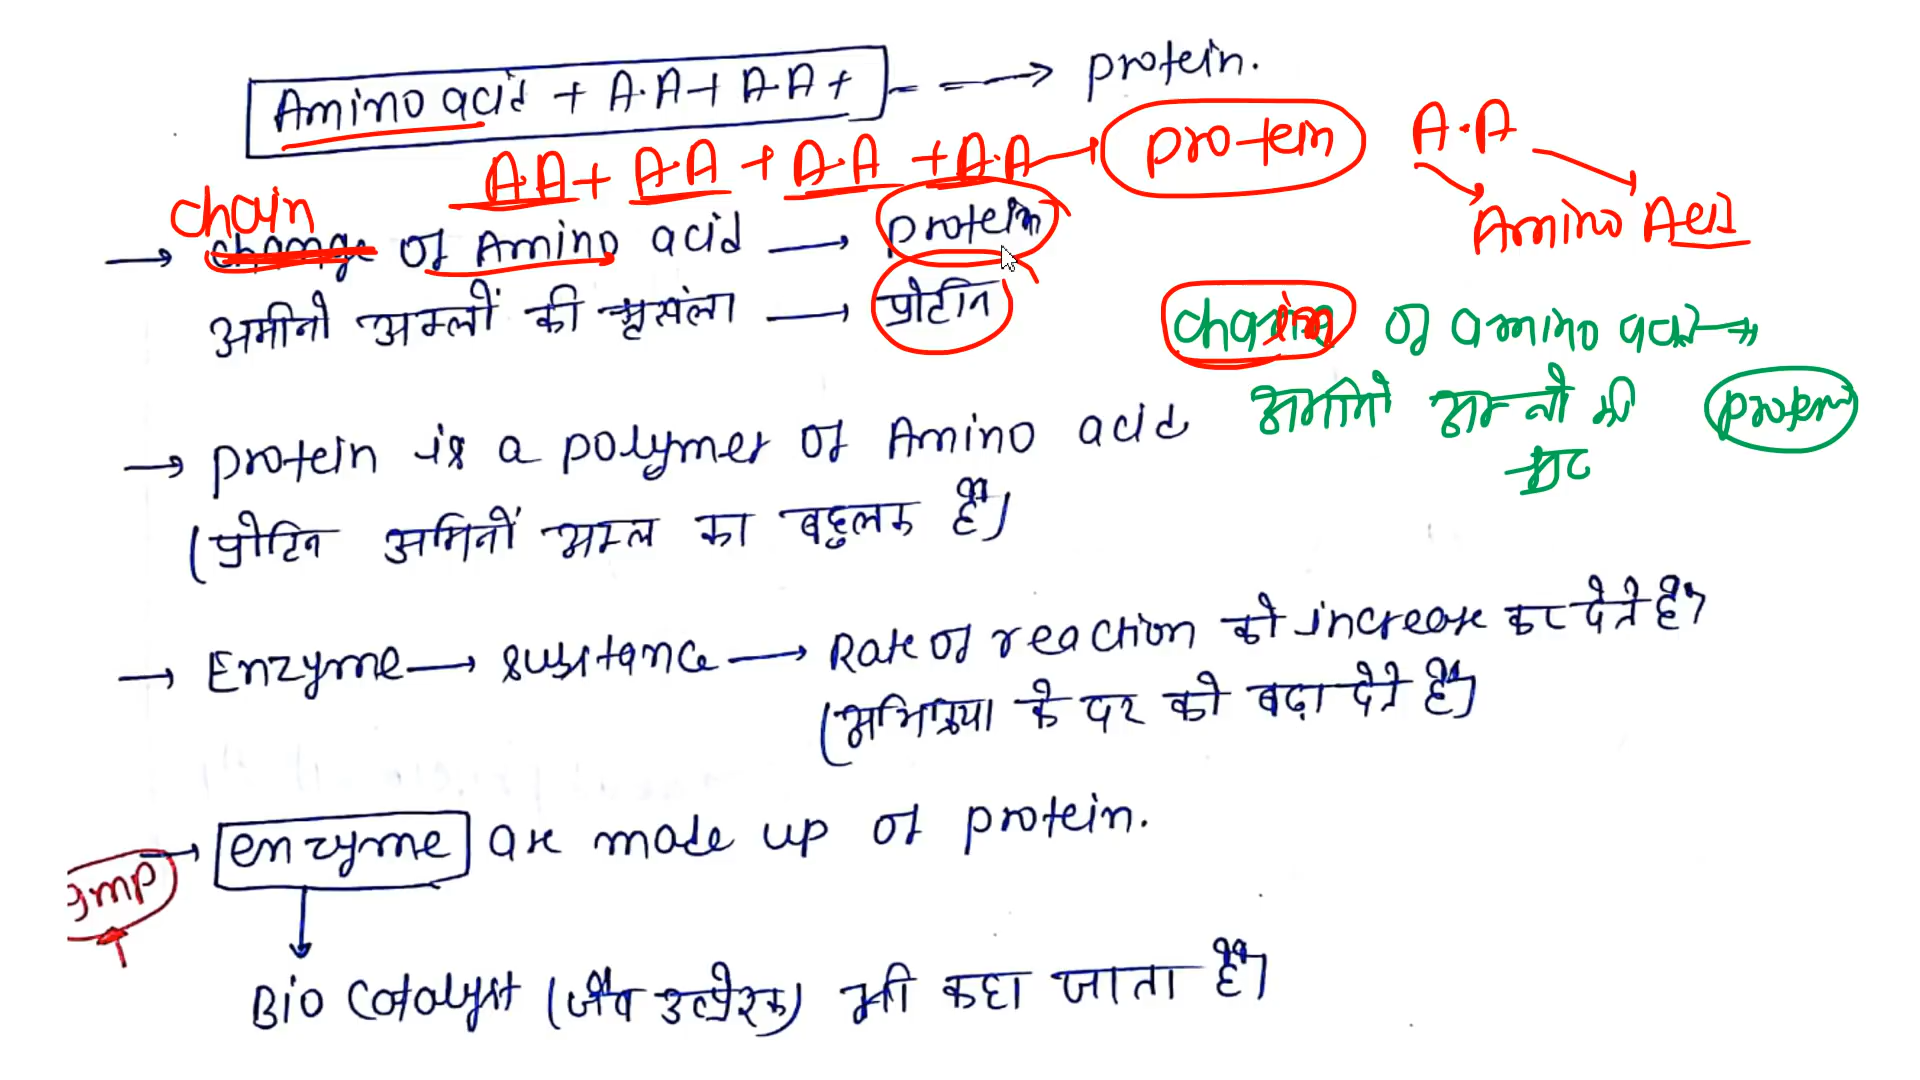 Amino acid + A.A + A.A + ---> protein.
A.A + A.A + A.A + A.A → protein
A.A
Amino Acid
chain
→ change of Amino acid → protein
अमीनो अम्लों की श्रृखंला → प्रोटीन
chain of amino acid →
अमीनो अम्लो की protein
→ protein is a polymer of Amino acid
(प्रोटिन अमिनों अम्ल का बहुलक है)
→ Enzyme → substance → Rate of reaction को increase कर देते है
(अभिक्रिया के दर को बढ़ा देते है)
→ enzyme are made up of protein.
Imp
Bio Catalyst (जैव उत्प्रेरक) भी कहा जाता है